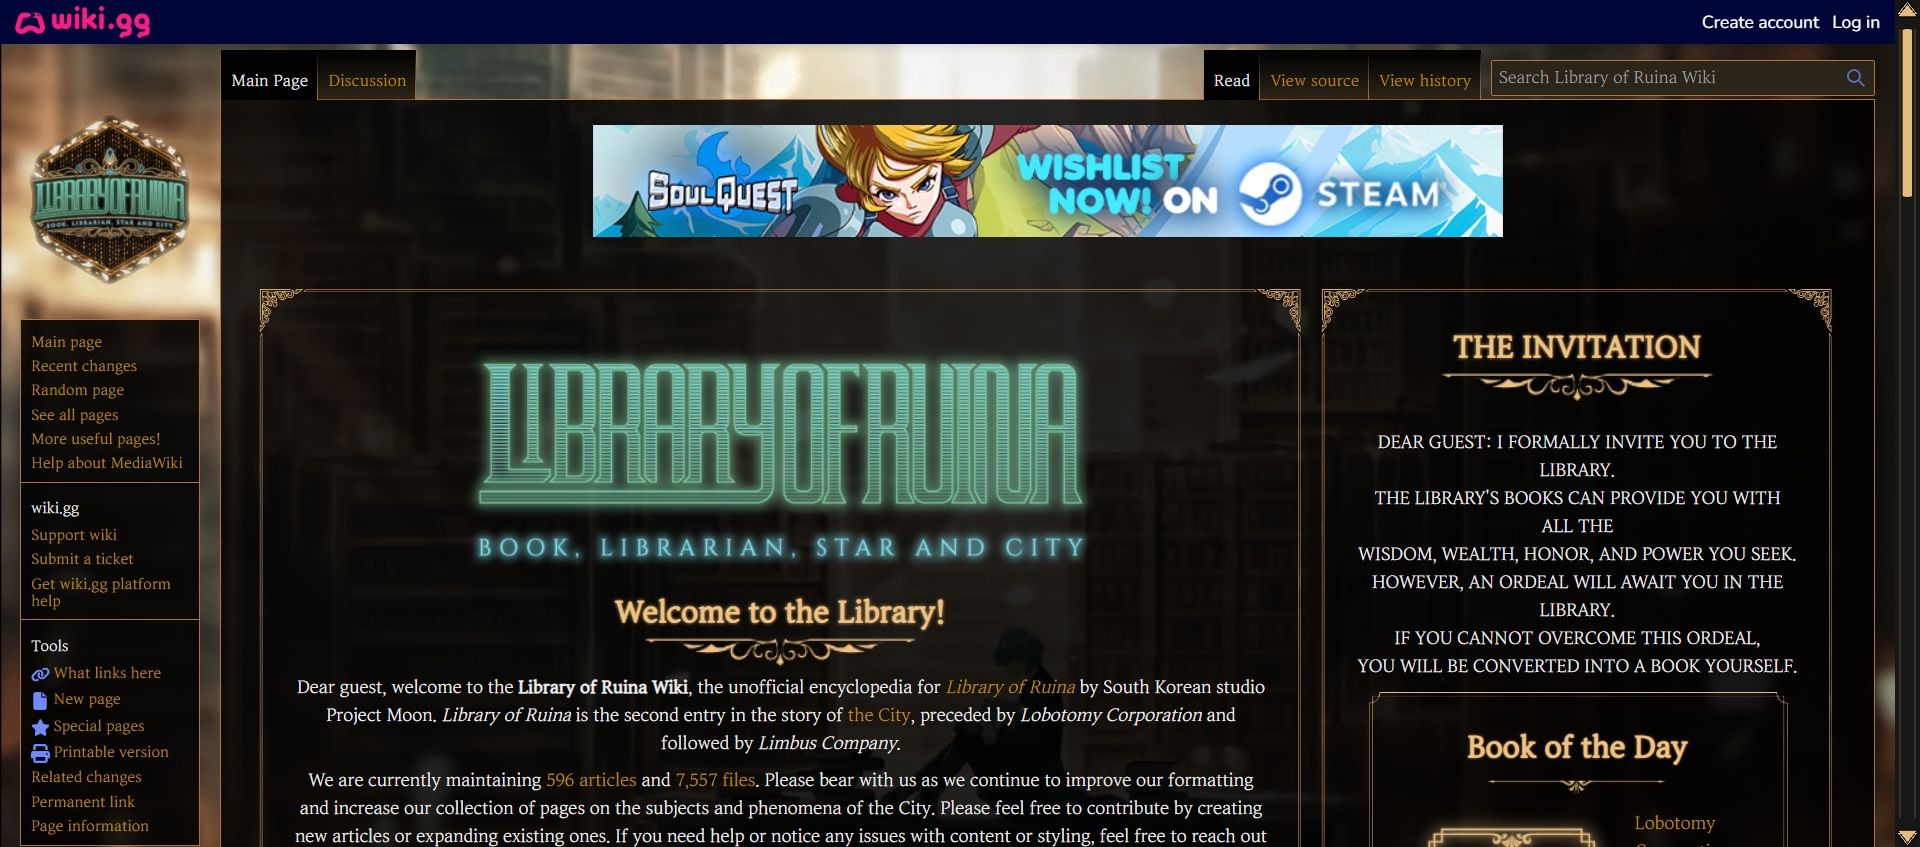 wiki.gg
Create account Log in
Main Page Discussion
Read View source View history
Search Library of Ruina Wiki
LIBRARY OF RUINA
BOOK, LIBRARIAN, STAR AND CITY
SOULQUEST
WISHLIST
NOW! ON
STEAM
Main page
Recent changes
Random page
See all pages
More useful pages!
Help about MediaWiki
wiki.gg
Support wiki
Submit a ticket
Get wiki.gg platform
help
Tools
What links here
New page
Special pages
Printable version
Related changes
Permanent link
Page information
LIBRARY OF RUINA
BOOK, LIBRARIAN, STAR AND CITY
Welcome to the Library!
Dear guest, welcome to the Library of Ruina Wiki, the unofficial encyclopedia for Library of Ruina by South Korean studio
Project Moon. Library of Ruina is the second entry in the story of the City, preceded by Lobotomy Corporation and
followed by Limbus Company.
We are currently maintaining 596 articles and 7,557 files. Please bear with us as we continue to improve our formatting
and increase our collection of pages on the subjects and phenomena of the City. Please feel free to contribute by creating
new articles or expanding existing ones. If you need help or notice any issues with content or styling, feel free to reach out
THE INVITATION
DEAR GUEST: I FORMALLY INVITE YOU TO THE
LIBRARY.
THE LIBRARY'S BOOKS CAN PROVIDE YOU WITH
ALL THE
WISDOM, WEALTH, HONOR, AND POWER YOU SEEK.
HOWEVER, AN ORDEAL WILL AWAIT YOU IN THE
LIBRARY.
IF YOU CANNOT OVERCOME THIS ORDEAL,
YOU WILL BE CONVERTED INTO A BOOK YOURSELF.
Book of the Day
Lobotomy